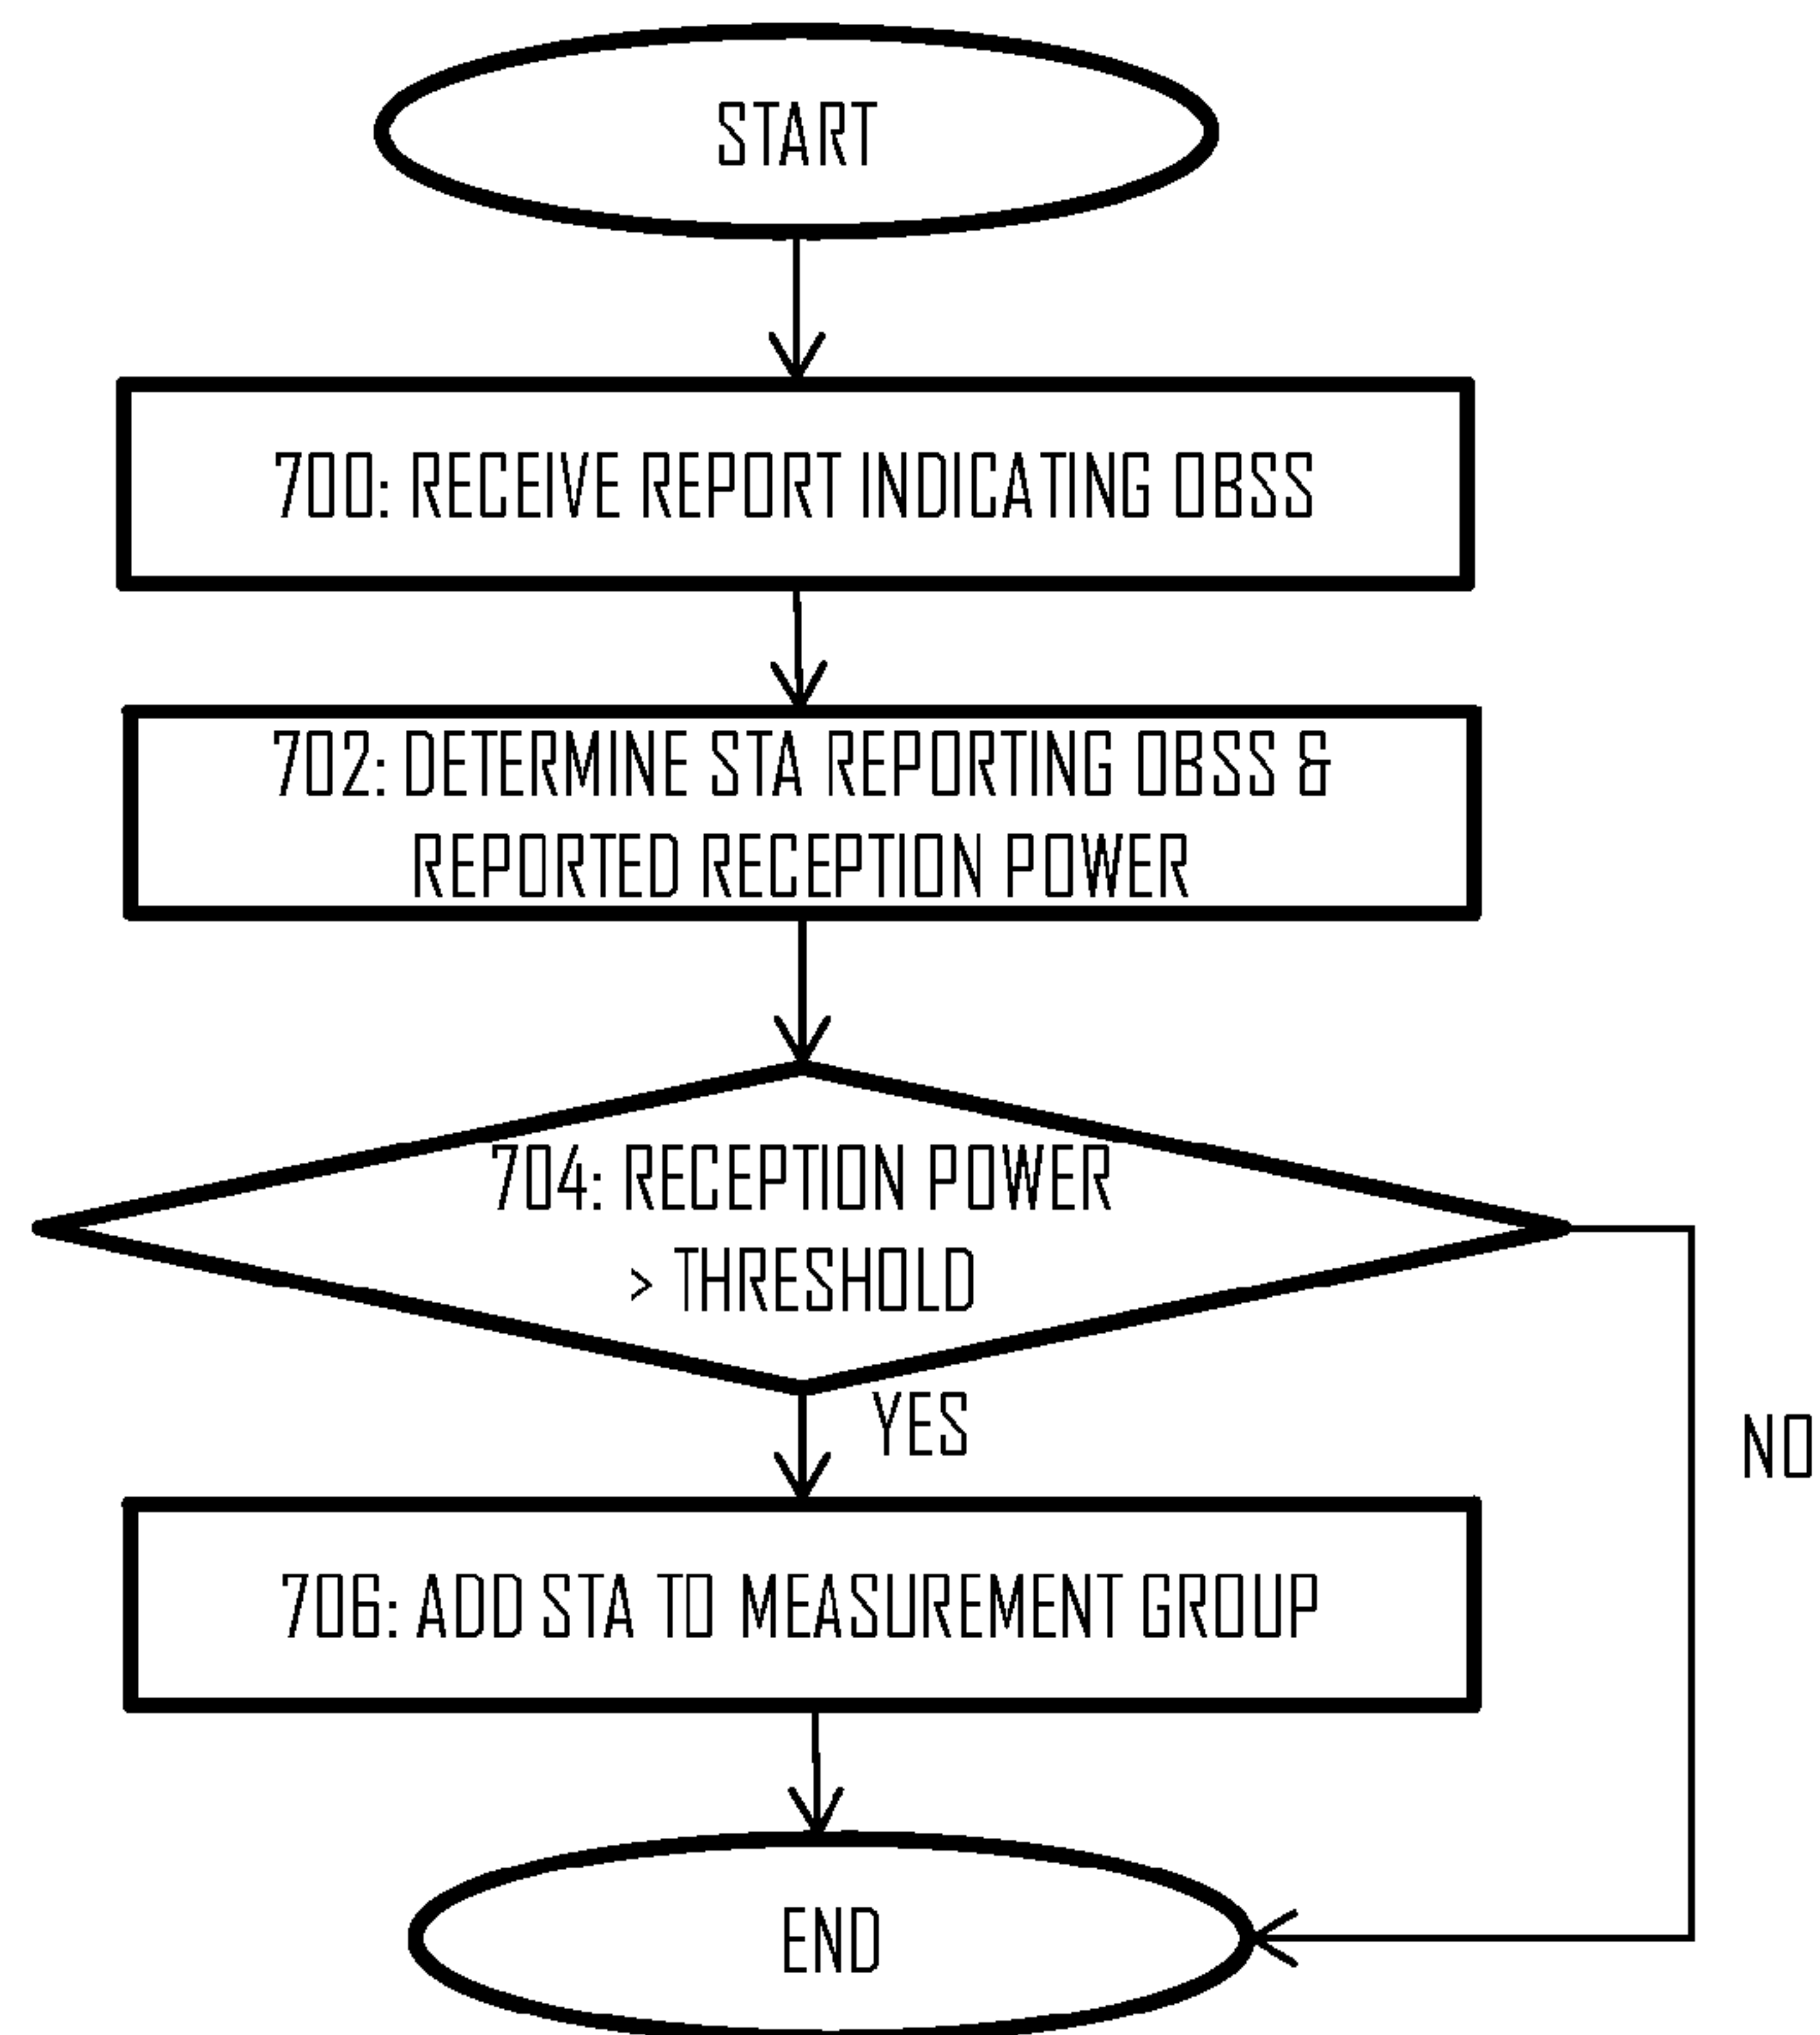 START
700: RECEIVE REPORT INDICATING OBSS
702: DETERMINE STA REPORTING OBSS &
REPORTED RECEPTION POWER
704: RECEPTION POWER
> THRESHOLD
YES
NO
706: ADD STA TO MEASUREMENT GROUP
END